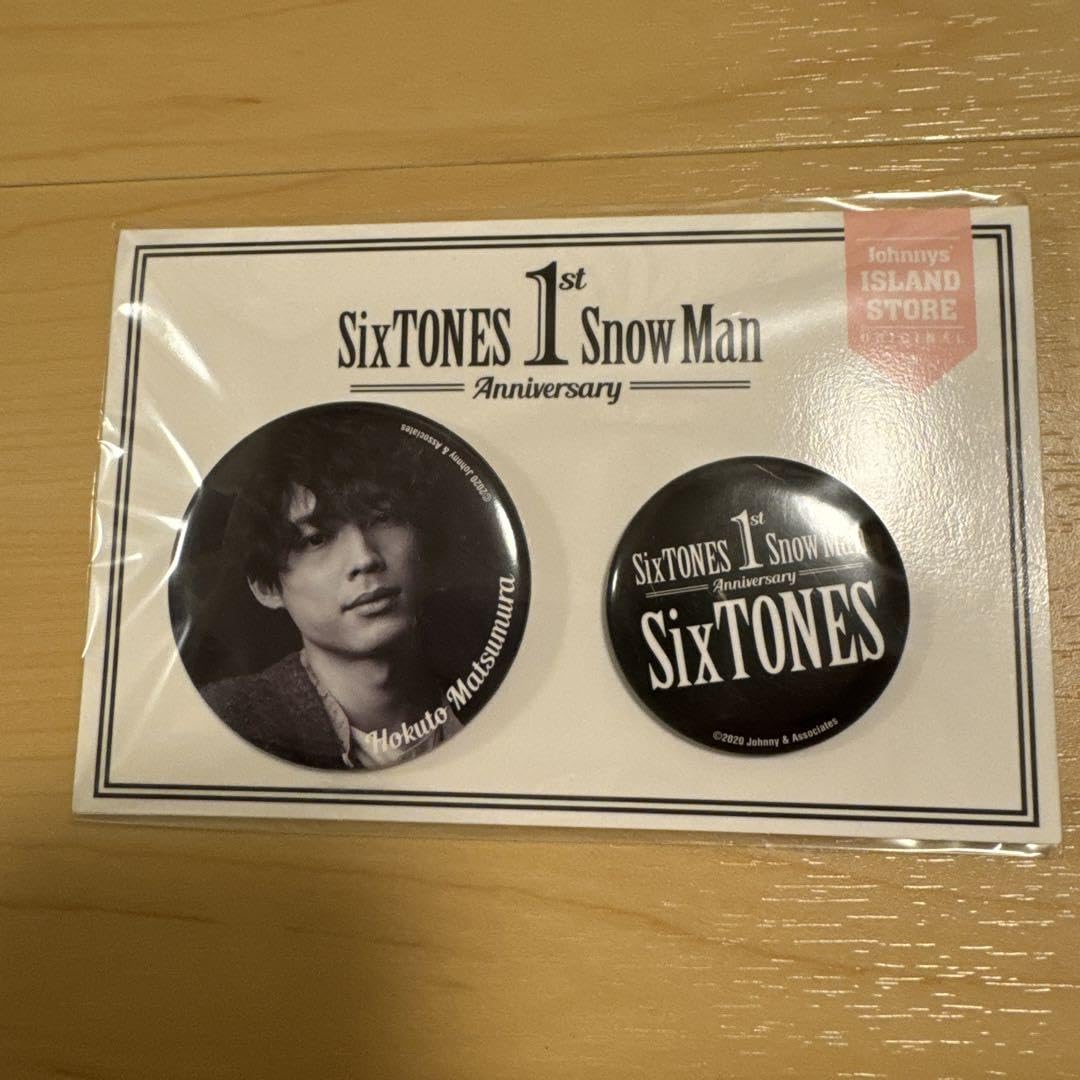 Johnnys'
ISLAND
STORE
ORIGINAL
SixTONES 1st Snow Man
Anniversary
©2020 Johnny & Associates
Hokuto Matsumura
SixTONES 1st Snow Man
Anniversary
SixTONES
©2020 Johnny & Associates